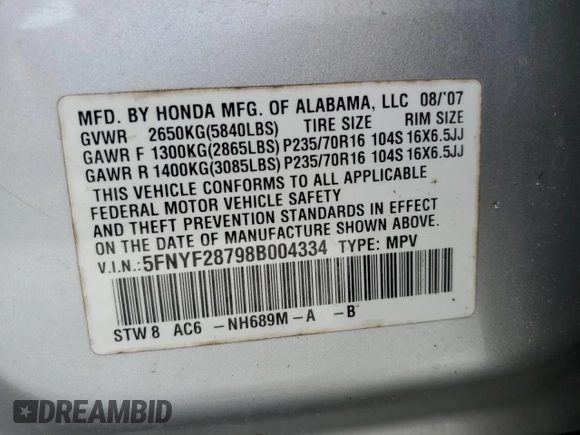 MFD. BY HONDA MFG. OF ALABAMA, LLC 08/'07
GVWR 2650KG(5840LBS) TIRE SIZE RIM SIZE
GAWR F 1300KG(2865LBS) P235/70R16 104S 16X6.5JJ
GAWR R 1400KG(3085LBS) P235/70R16 104S 16X6.5JJ
THIS VEHICLE CONFORMS TO ALL APPLICABLE
FEDERAL MOTOR VEHICLE SAFETY
AND THEFT PREVENTION STANDARDS IN EFFECT
ON THE DATE OF MANUFACTURE SHOWN ABOVE.
V.I.N.: 5FNYF28798B004334 TYPE: MPV
STW8 AC6 -NH689M-A -B
DREAMBID